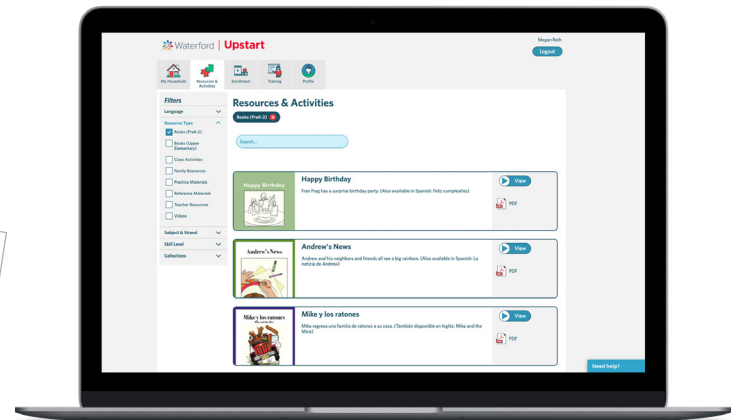 Megan Roth
Waterford | Upstart
Logout
My Household
Resources & Activities
Enrollment
Training
Profile
Filters
Language
Resource Type
Books (PreK-2)
Books (Upper Elementary)
Class Activities
Family Resources
Practice Materials
Reference Materials
Teacher Resources
Videos
Subject & Strand
Skill Level
Collections
Resources & Activities
Books (PreK-2)
Search...
Happy Birthday
Happy Birthday
Fran Frog has a surprise birthday party. (Also available in Spanish: Feliz cumpleaños)
View
PDF
Andrew's News
Andrew's News
Andrew and his neighbors and friends all see a big rainbow. (Also available in Spanish: La noticia de Andrew)
View
PDF
Mike y los ratones
Mike and the Mice
Mike y los ratones
Mike regresa una familia de ratones a su casa. (También disponible en Inglés: Mike and the Mice)
View
PDF
Need help?